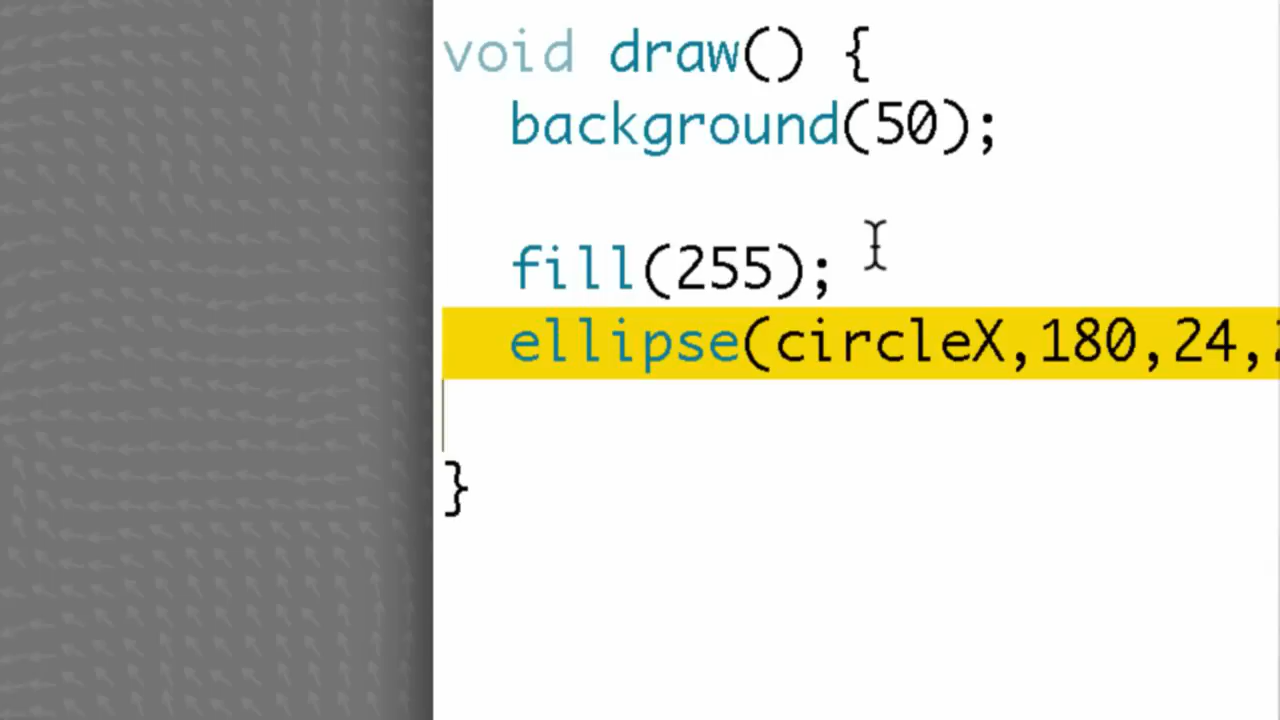 void draw() {
background(50);
fill(255);
ellipse(circleX,180,24,
}